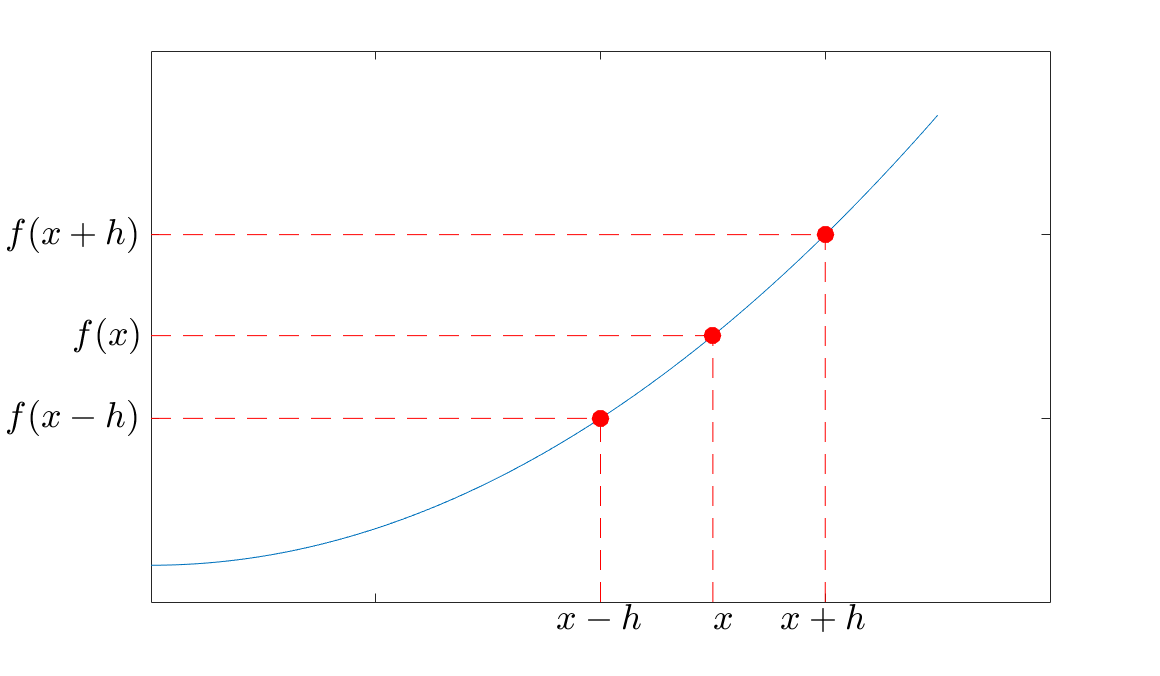 f(x + h)
f(x)
f(x − h)
x − h
x
x + h